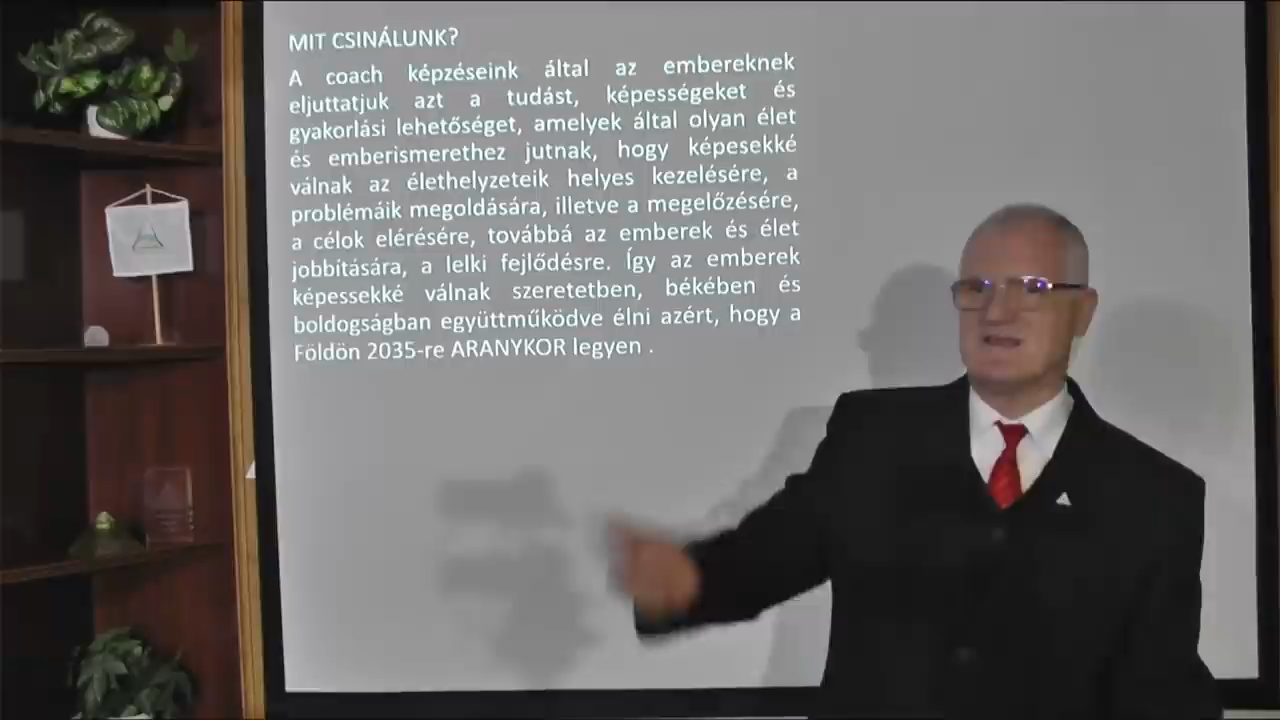 MIT CSINÁLUNK?
A coach képzéseink által az embereknek
eljuttatjuk azt a tudást, képességeket és
gyakorlási lehetőséget, amelyek által olyan élet
és emberismerethez jutnak, hogy képesekké
válnak az élethelyzeteik helyes kezelésére, a
problémáik megoldására, illetve a megelőzésére,
a célok elérésére, továbbá az emberek és élet
jobbítására, a lelki fejlődésre. Így az emberek
képessekké válnak szeretetben, békében és
boldogságban együttműködve élni azért, hogy a
Földön 2035-re ARANYKOR legyen .